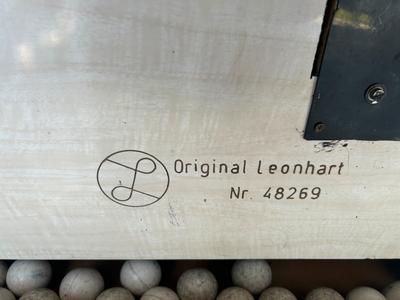 Original Leonhart
Nr. 48269